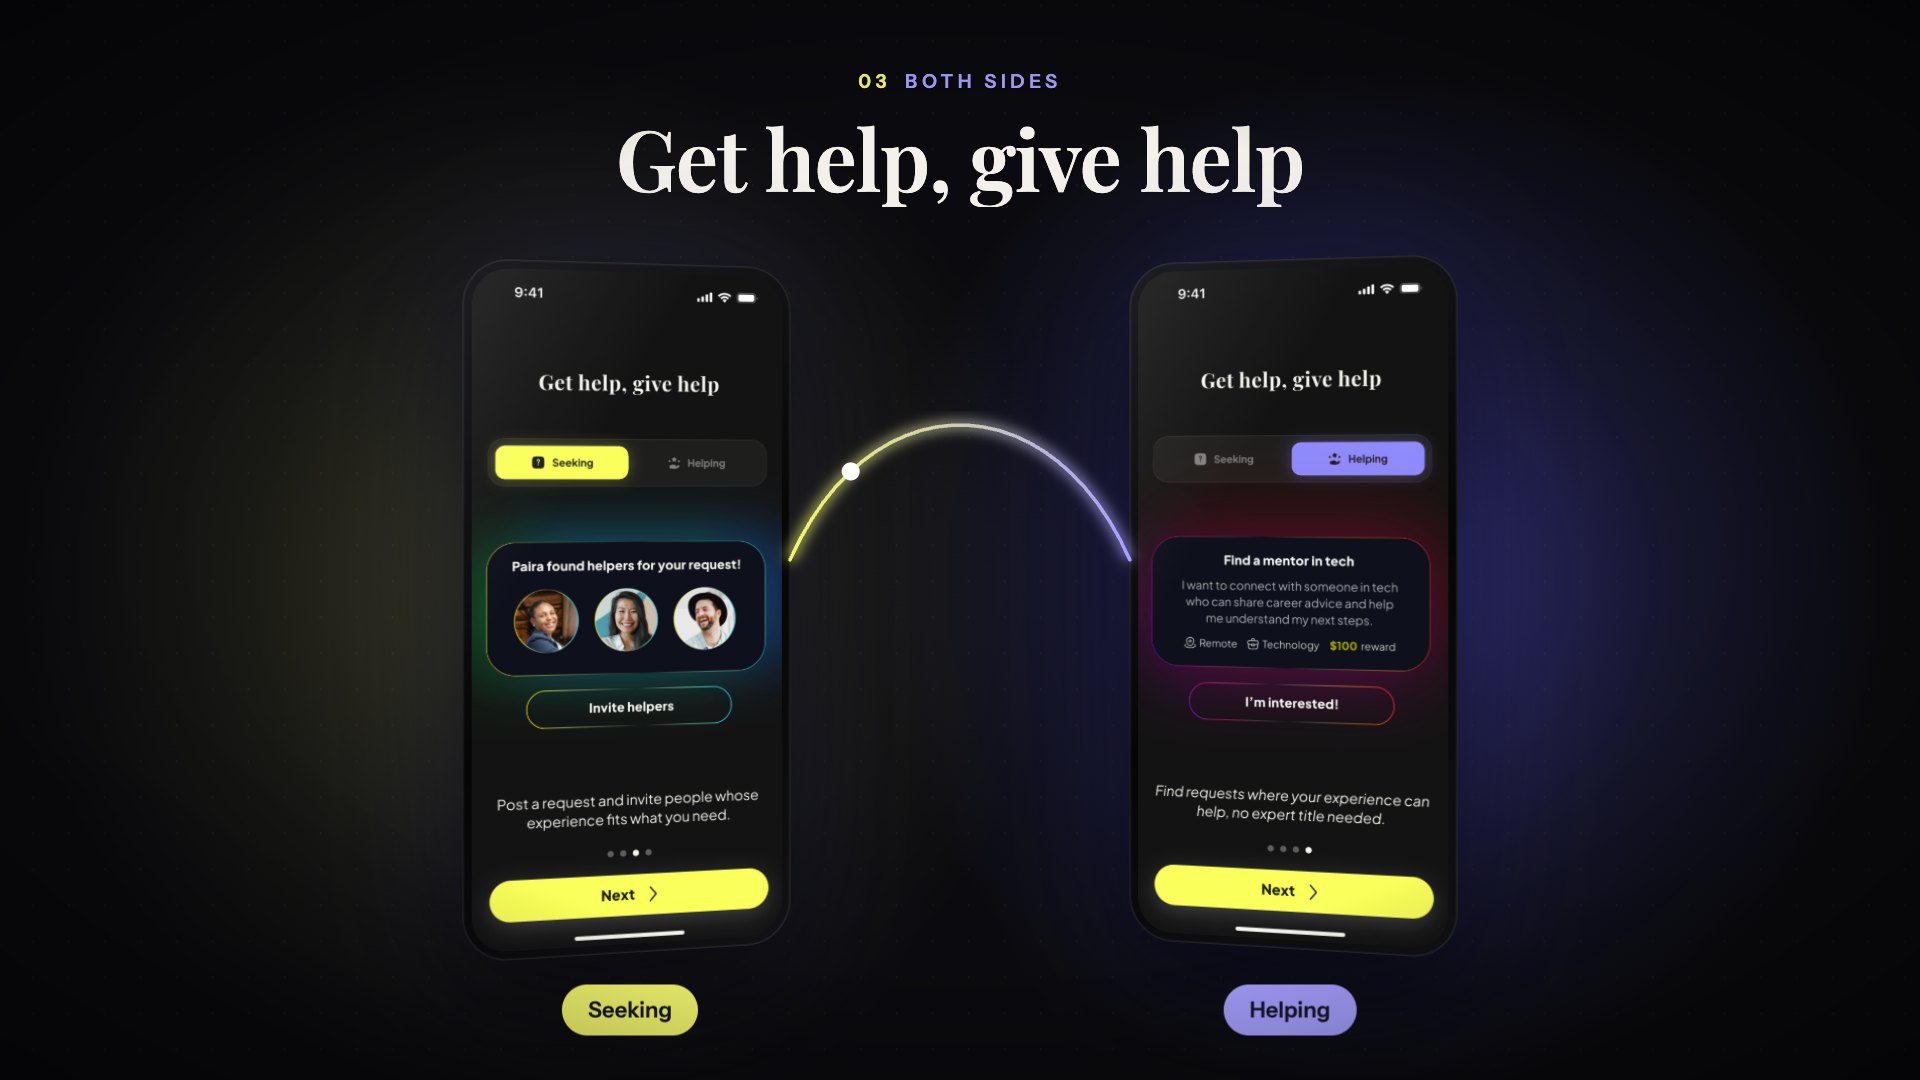 03 BOTH SIDES
Get help, give help
9:41
Get help, give help
Seeking
Helping
Paira found helpers for your request!
Invite helpers
Post a request and invite people whose
experience fits what you need.
Next
Seeking
9:41
Get help, give help
Seeking
Helping
Find a mentor in tech
I want to connect with someone in tech
who can share career advice and help
me understand my next steps.
Remote Technology $100 reward
I'm interested!
Find requests where your experience can
help, no expert title needed.
Next
Helping